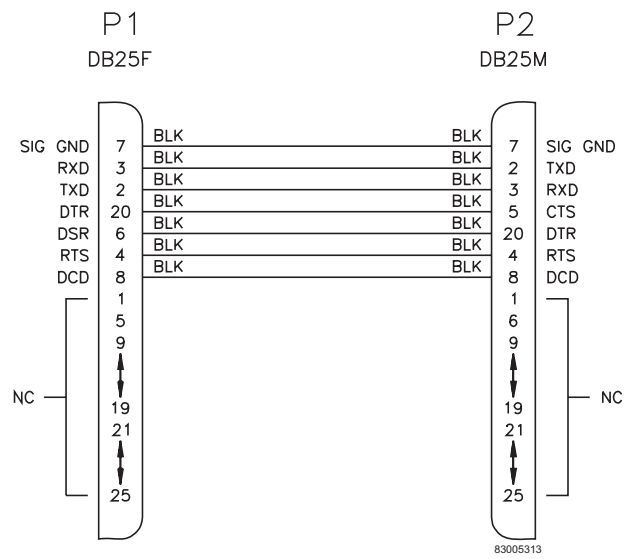 P1 P2
DB25F DB25M
BLK BLK
SIG GND 7 7 SIG GND
BLK BLK
RXD 3 2 TXD
BLK BLK
TXD 2 3 RXD
BLK BLK
DTR 20 5 CTS
BLK BLK
DSR 6 20 DTR
BLK BLK
RTS 4 4 RTS
BLK BLK
DCD 8 8 DCD
1 1
5 6
9 9
NC NC
19 19
21 21
25 25
83005313